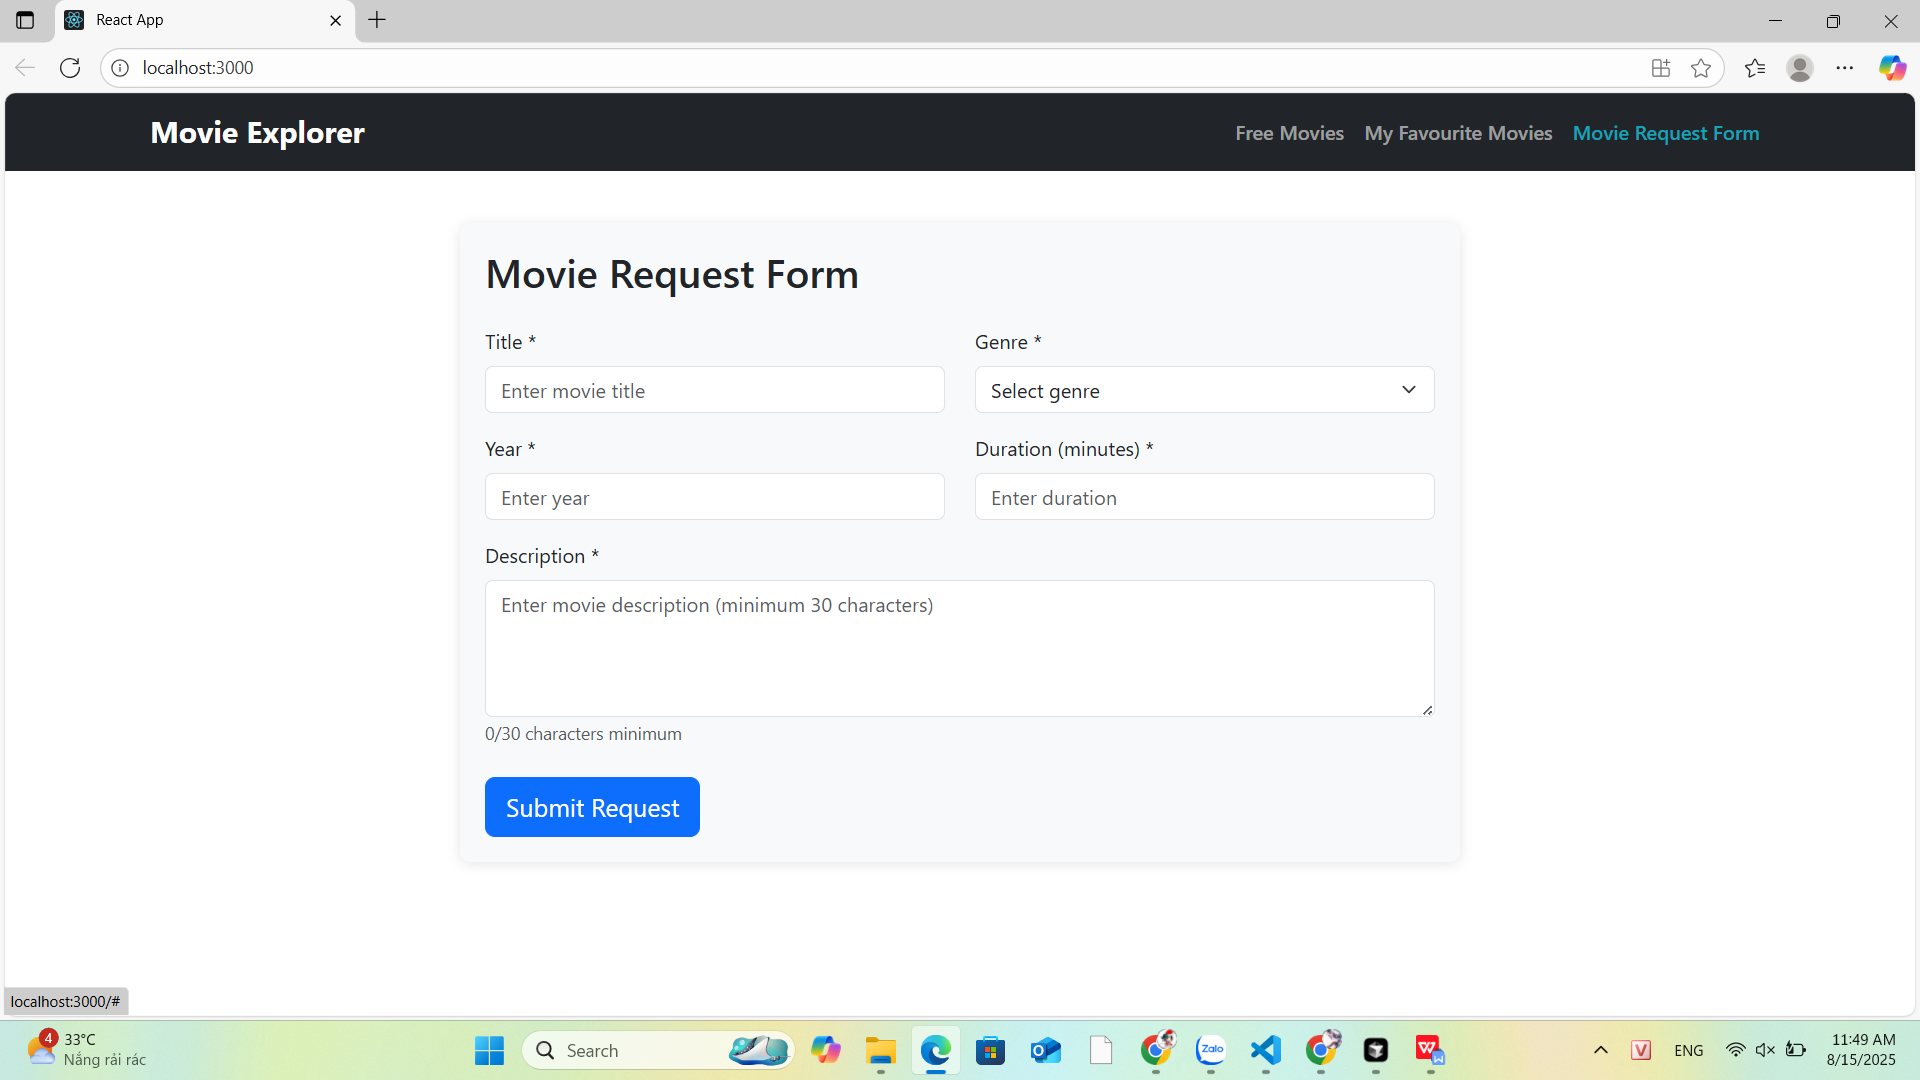 React App
localhost:3000
Movie Explorer
Free Movies My Favourite Movies Movie Request Form
Movie Request Form
Title * Genre *
Enter movie title Select genre
Year * Duration (minutes) *
Enter year Enter duration
Description *
Enter movie description (minimum 30 characters)
0/30 characters minimum
Submit Request
localhost:3000/#
4 33°C
Nắng rải rác
Search
Zalo
V
ENG
11:49 AM
8/15/2025